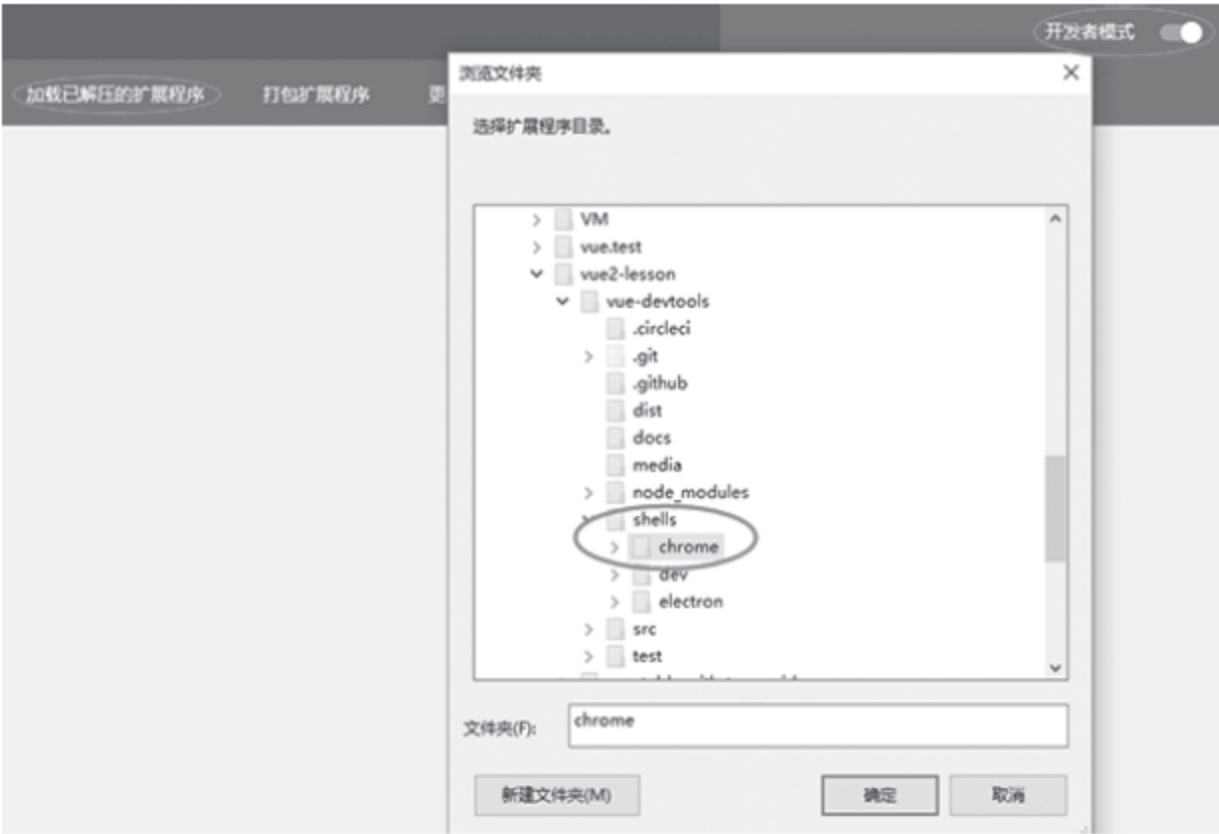 开发者模式
加载已解压的扩展程序 打包扩展程序 更
浏览文件夹
选择扩展程序目录。
VM
vue.test
vue2-lesson
vue-devtools
.circleci
.git
.github
dist
docs
media
node_modules
shells
chrome
dev
electron
src
test
文件夹(F): chrome
新建文件夹(M) 确定 取消